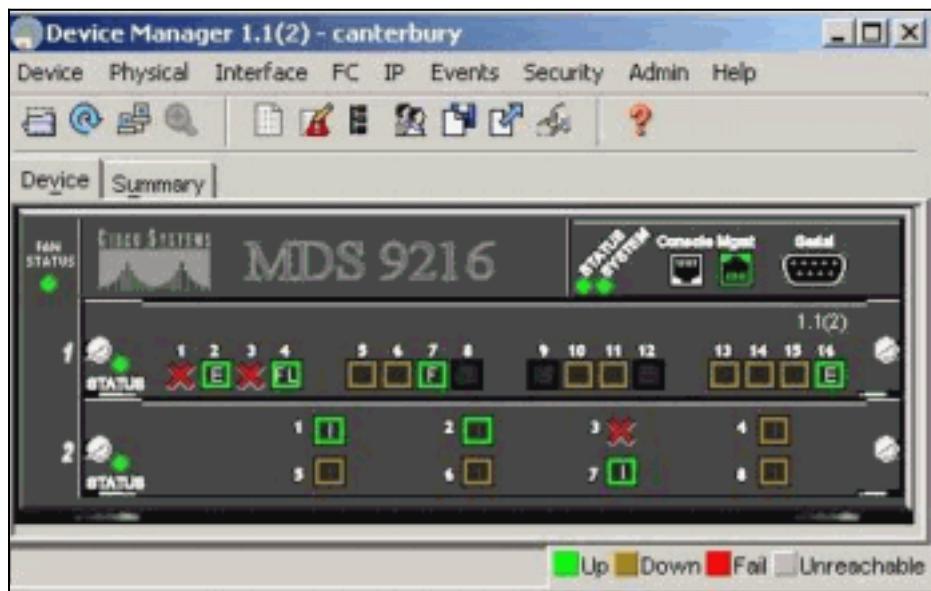 Device Manager 1.1(2) - canterbury
Device Physical Interface FC IP Events Security Admin Help
Device Summary
FAN STATUS
CISCO SYSTEMS
MDS 9216
STATUS
SYSTEM
Console Mgmt Serial
1.1(2)
1
STATUS
1 2 3 4 5 6 7 8 9 10 11 12 13 14 15 16
E FL F E
2
STATUS
1 2 3 4
I
5 6 7 8
I
Up Down Fail Unreachable